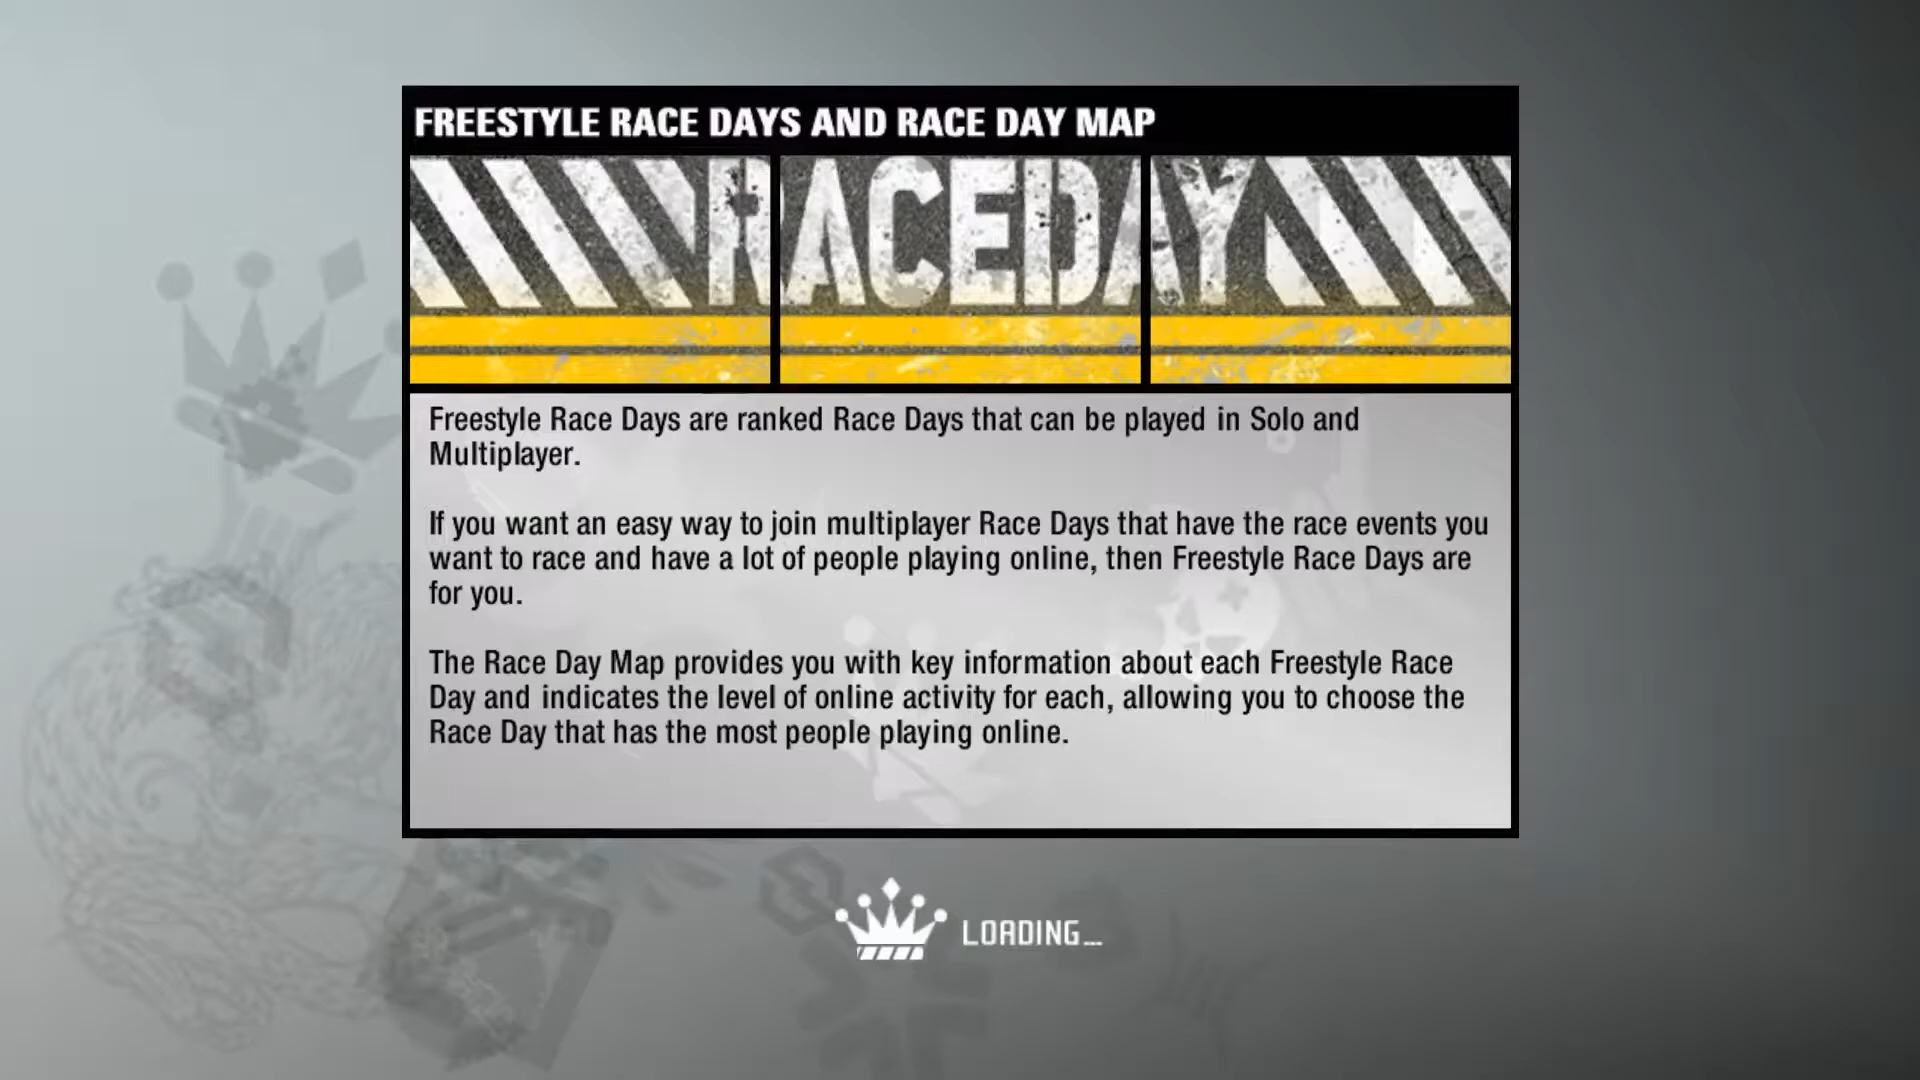 FREESTYLE RACE DAYS AND RACE DAY MAP
RACEDAY
Freestyle Race Days are ranked Race Days that can be played in Solo and
Multiplayer.
If you want an easy way to join multiplayer Race Days that have the race events you
want to race and have a lot of people playing online, then Freestyle Race Days are
for you.
The Race Day Map provides you with key information about each Freestyle Race
Day and indicates the level of online activity for each, allowing you to choose the
Race Day that has the most people playing online.
LOADING...